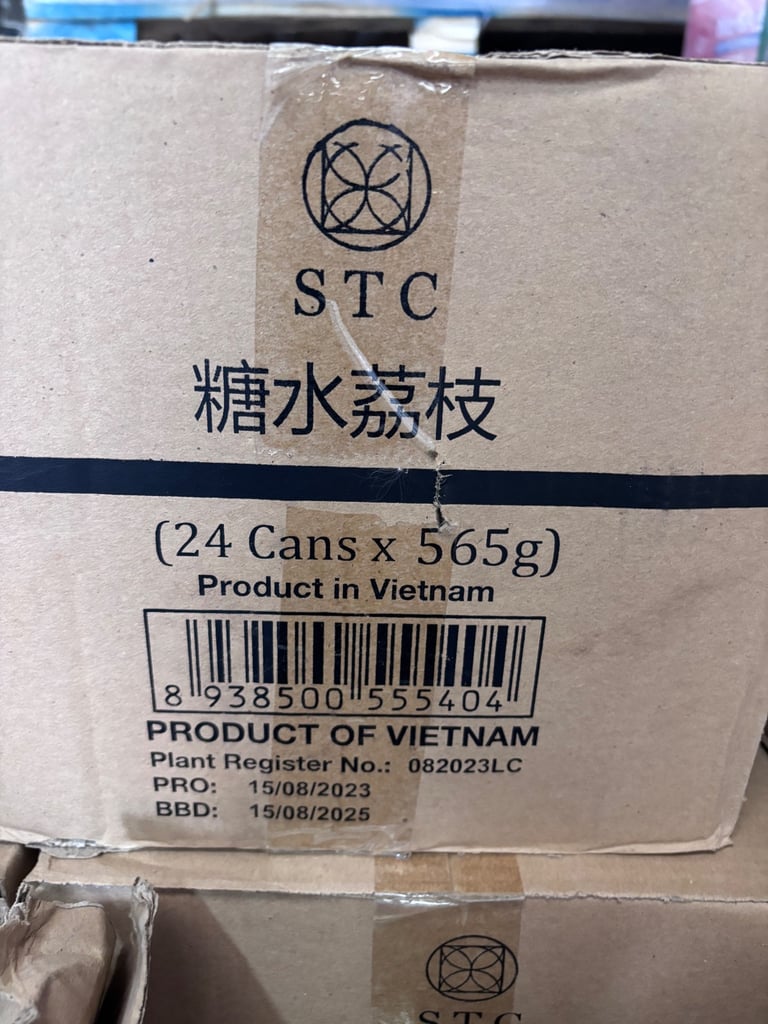 STC
糖水荔枝
(24 Cans x 565g)
Product in Vietnam
8 938500 555404
PRODUCT OF VIETNAM
Plant Register No.: 082023LC
PRO: 15/08/2023
BBD: 15/08/2025
STC